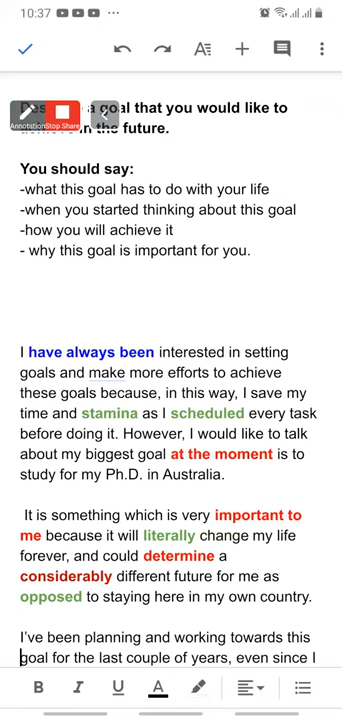 10:37
a goal that you would like to
in the future.
Annotation Stop Share
You should say:
-what this goal has to do with your life
-when you started thinking about this goal
-how you will achieve it
- why this goal is important for you.
I have always been interested in setting
goals and make more efforts to achieve
these goals because, in this way, I save my
time and stamina as I scheduled every task
before doing it. However, I would like to talk
about my biggest goal at the moment is to
study for my Ph.D. in Australia.
It is something which is very important to
me because it will literally change my life
forever, and could determine a
considerably different future for me as
opposed to staying here in my own country.
I've been planning and working towards this
goal for the last couple of years, even since I
B I U A